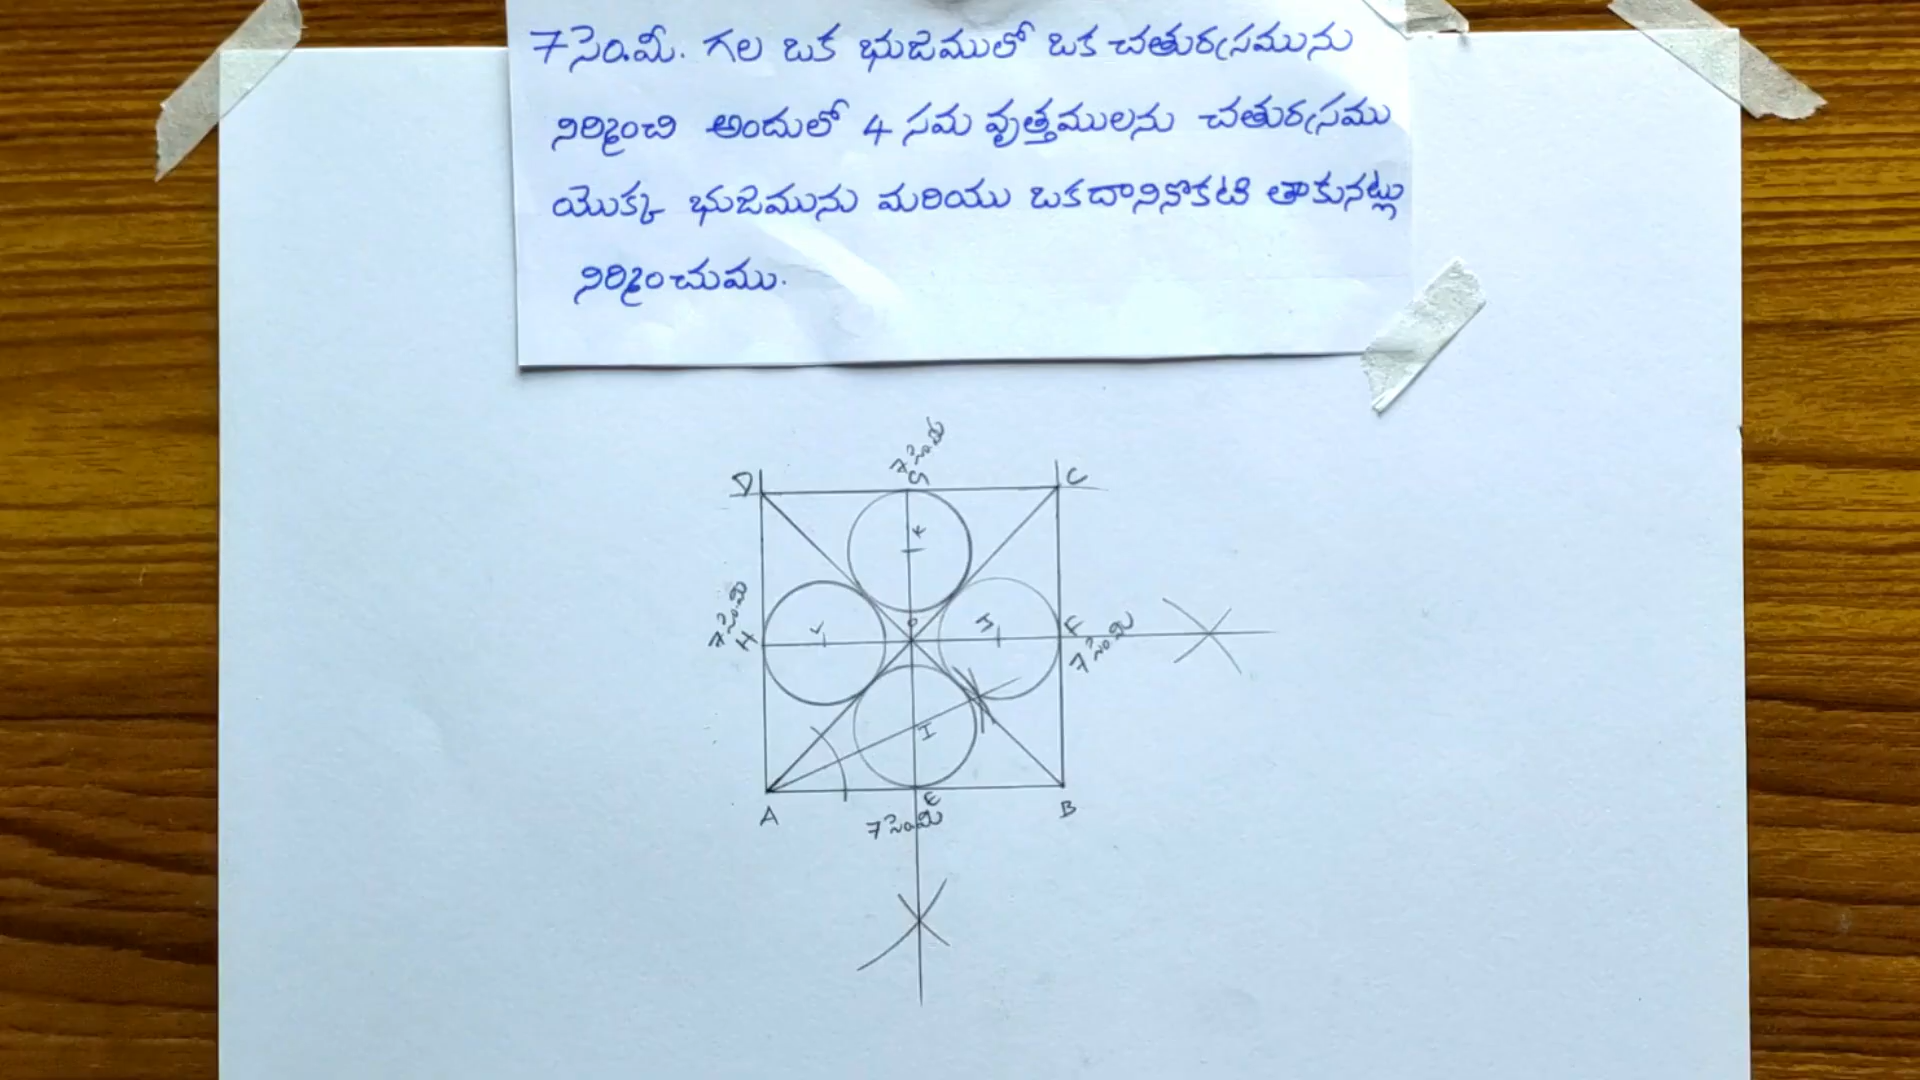 7సెం.మీ. గల ఒక భుజములో ఒక చతురస్రమును
నిర్మించి అందులో 4 సమ వృత్తములను చతురస్రము
యొక్క భుజమును మరియు ఒకదానినొకటి తాకునట్లు
నిర్మించుము.
7సెం.మీ
D G C
K
7సెం.మీ
H L O J F
7సెం.మీ
I
A E B
7సెం.మీ